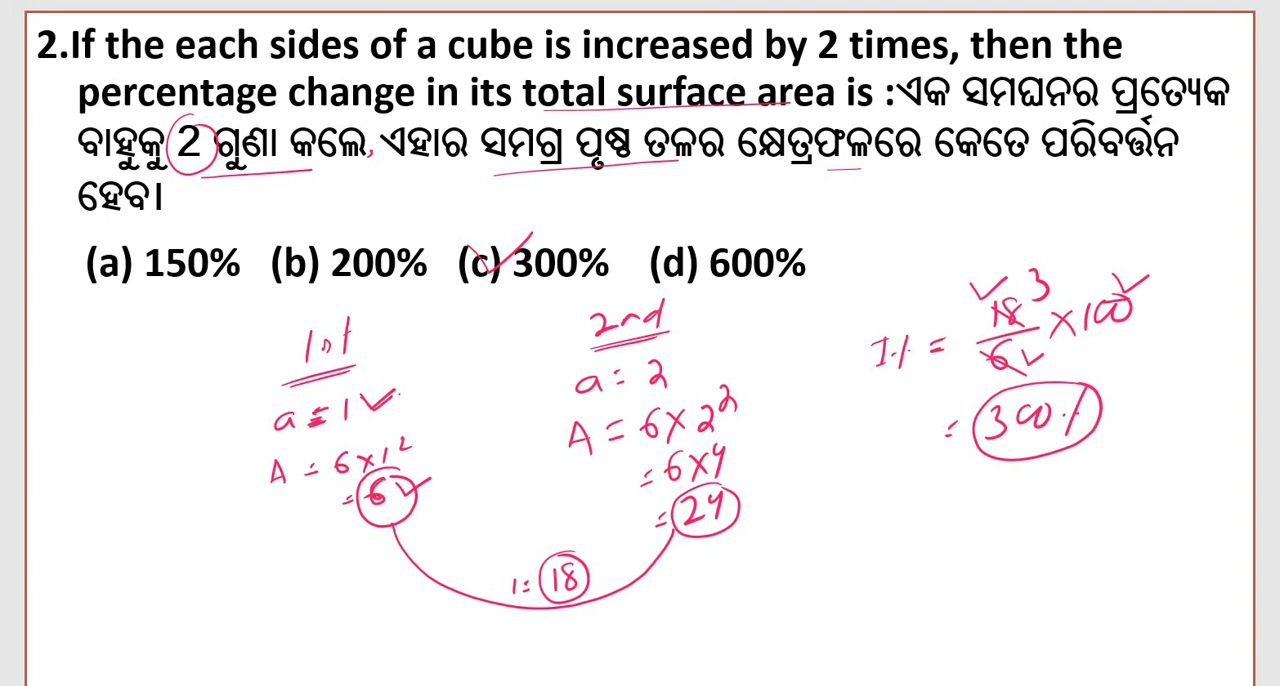 2.If the each sides of a cube is increased by 2 times, then the
percentage change in its total surface area is :ଏକ ସମଘନର ପ୍ରତ୍ୟେକ
ବାହୁକୁ 2 ଗୁଣା କଲେ, ଏହାର ସମଗ୍ର ପୃଷ୍ଠ ତଳର କ୍ଷେତ୍ରଫଳରେ କେତେ ପରିବର୍ତ୍ତନ
ହେବ।
(a) 150% (b) 200% (c) 300% (d) 600%
1st
a = 1
A = 6×1²
= 6
2nd
a = 2
A = 6×2²
= 6×4
= 24
I = 18
I% = 18/6 × 100
3
= 300%